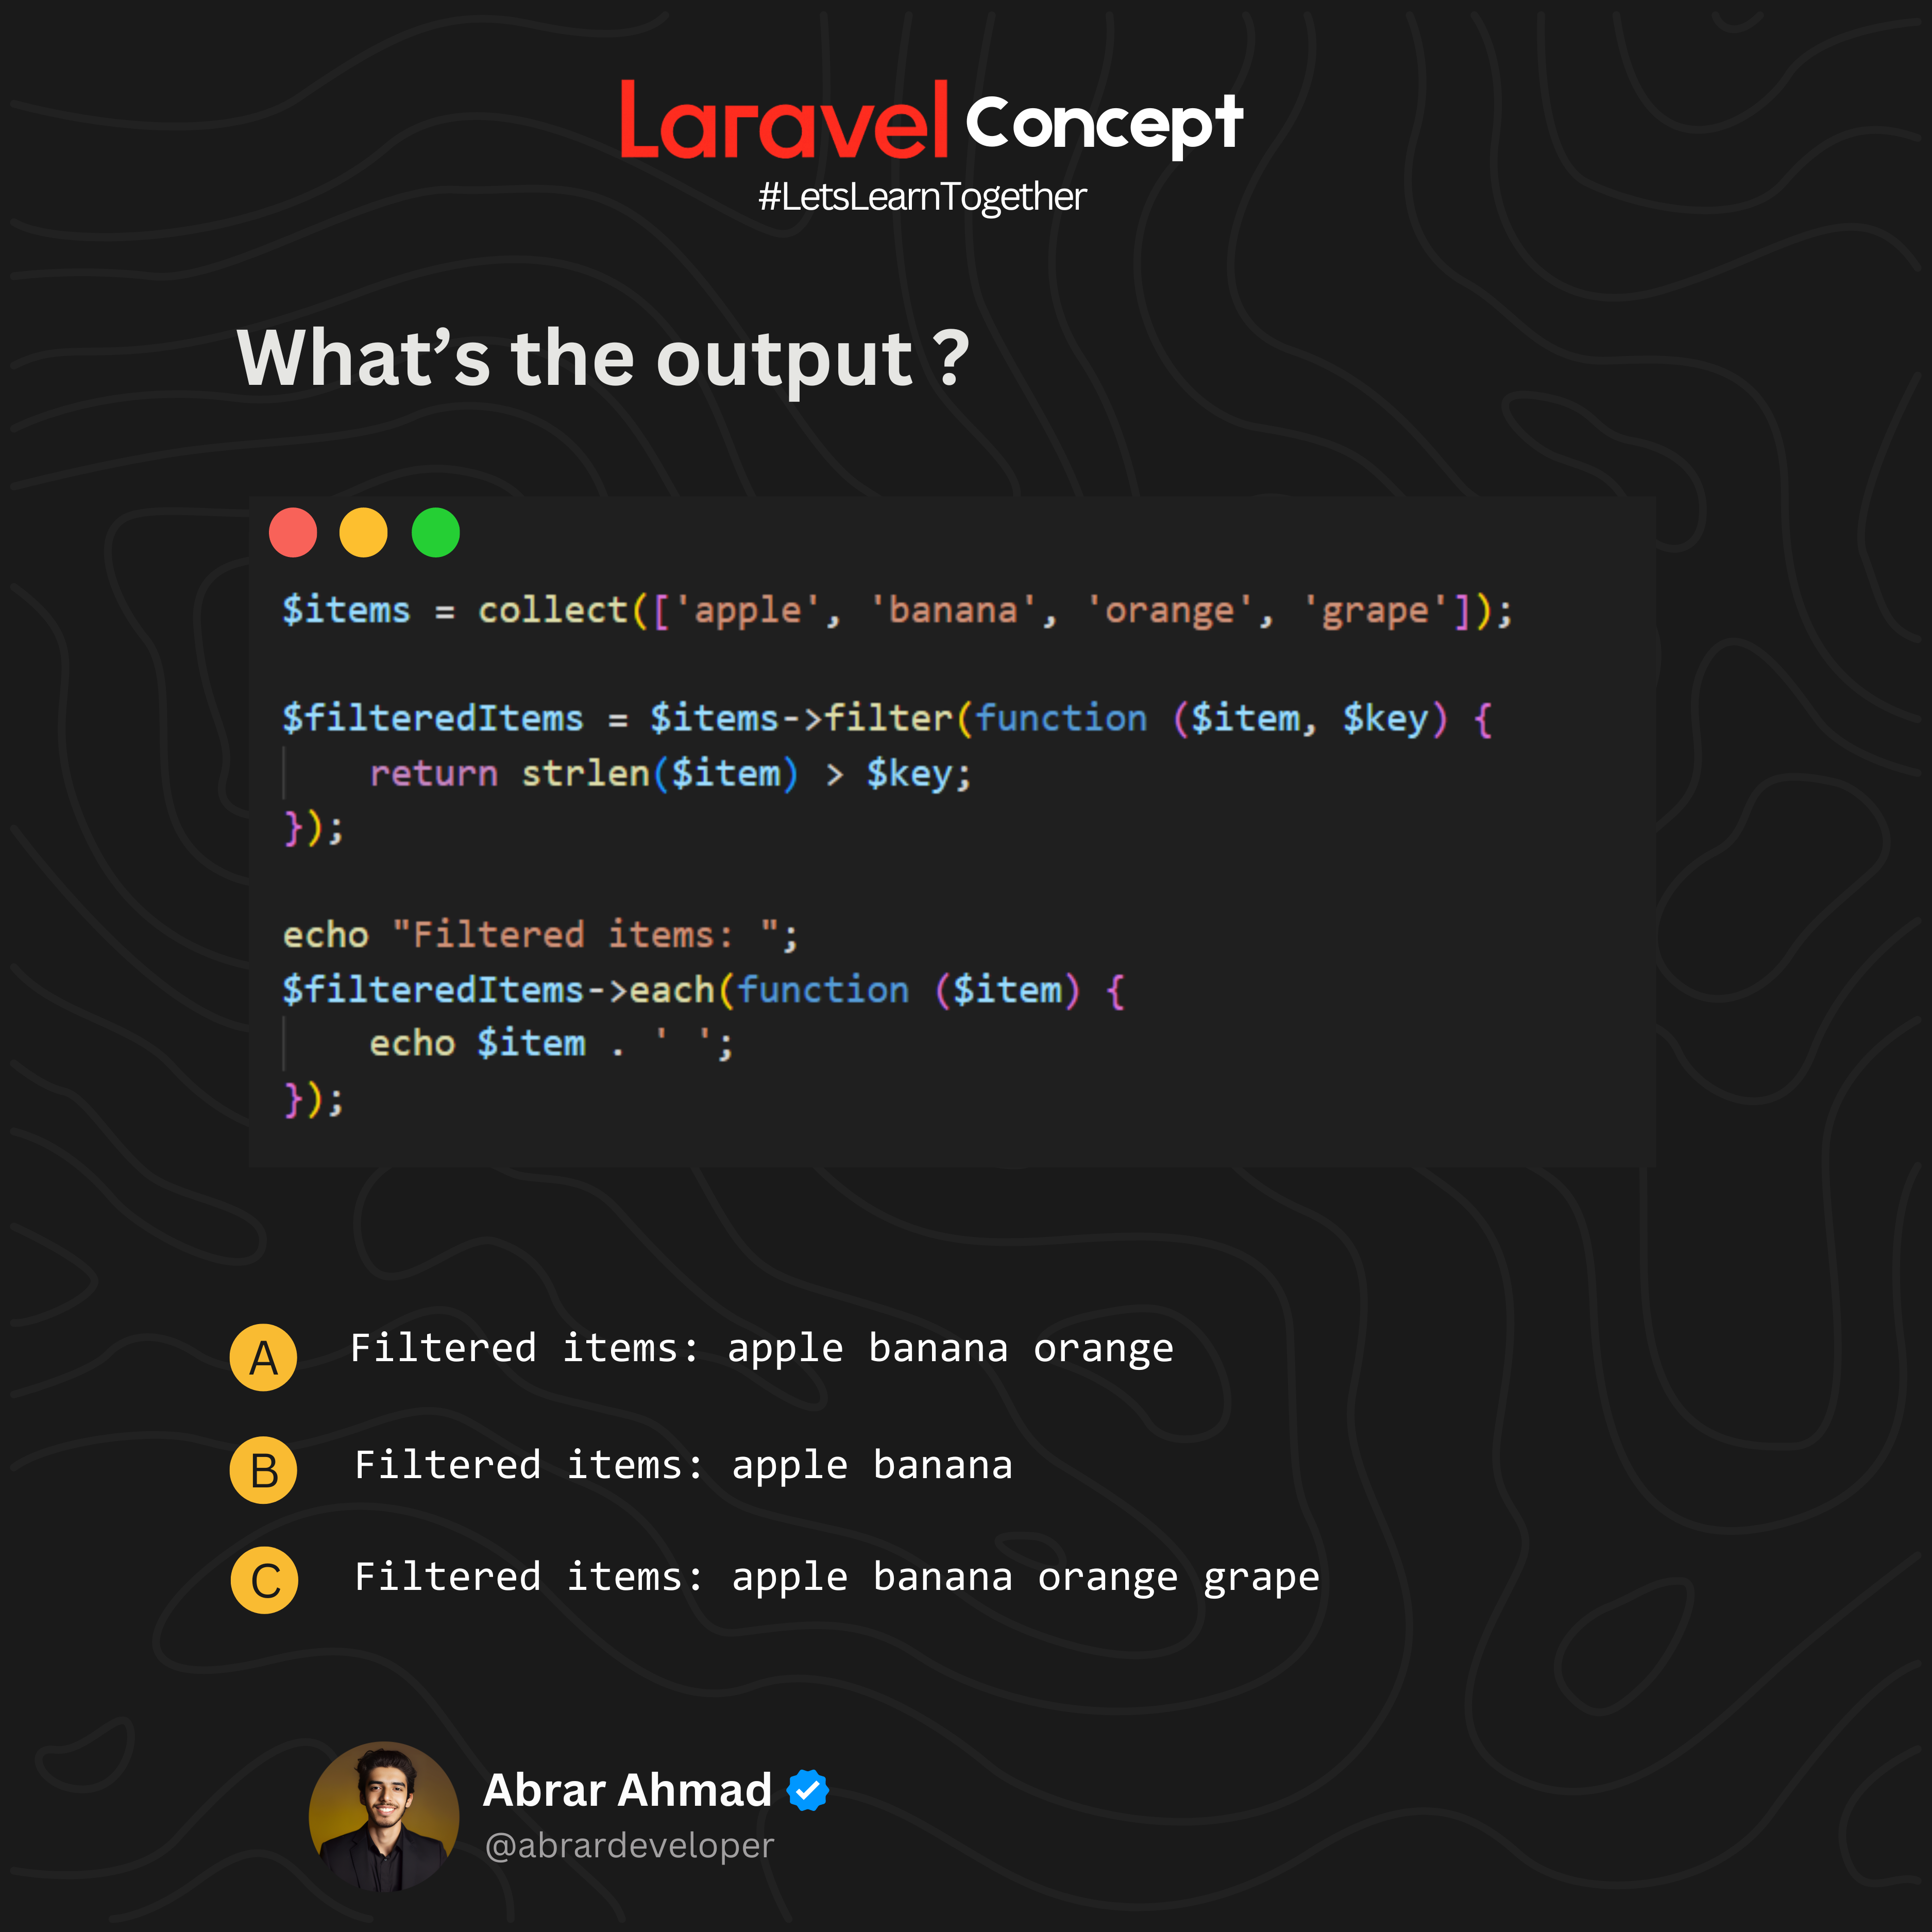 Laravel Concept
#LetsLearnTogether
What’s the output ?
$items = collect(['apple', 'banana', 'orange', 'grape']);
$filteredItems = $items->filter(function ($item, $key) {
    return strlen($item) > $key;
});
echo "Filtered items: ";
$filteredItems->each(function ($item) {
    echo $item . ' ';
});
A Filtered items: apple banana orange
B Filtered items: apple banana
C Filtered items: apple banana orange grape
Abrar Ahmad
@abrardeveloper